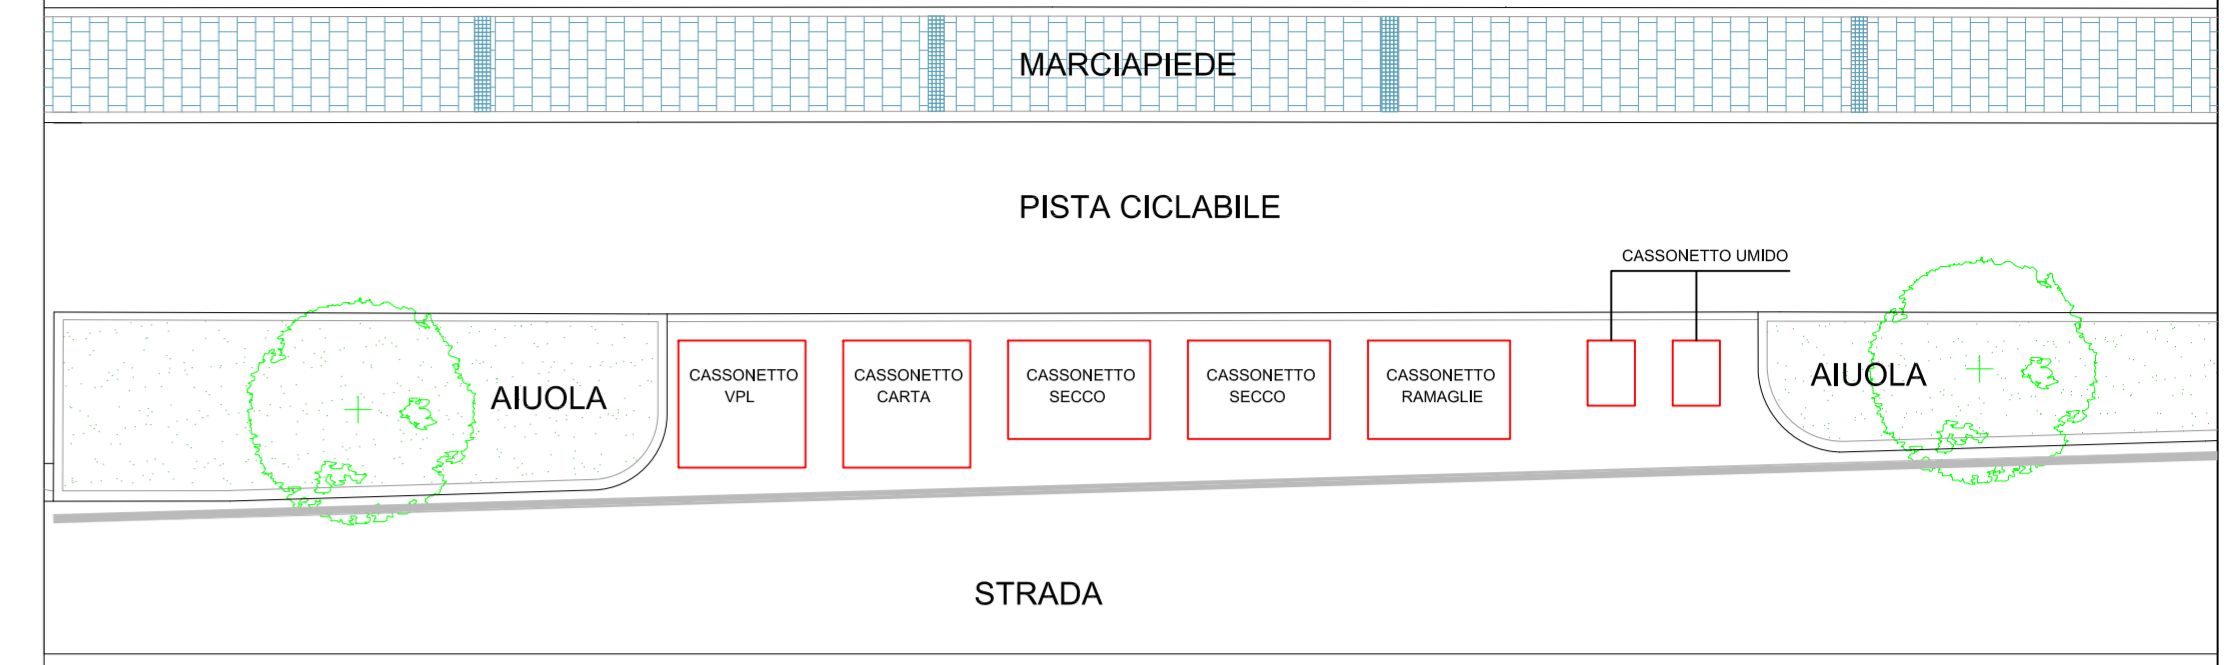 MARCIAPIEDE
PISTA CICLABILE
CASSONETTO UMIDO
AIUOLA
CASSONETTO
VPL
CASSONETTO
CARTA
CASSONETTO
SECCO
CASSONETTO
SECCO
CASSONETTO
RAMAGLIE
AIUOLA
STRADA